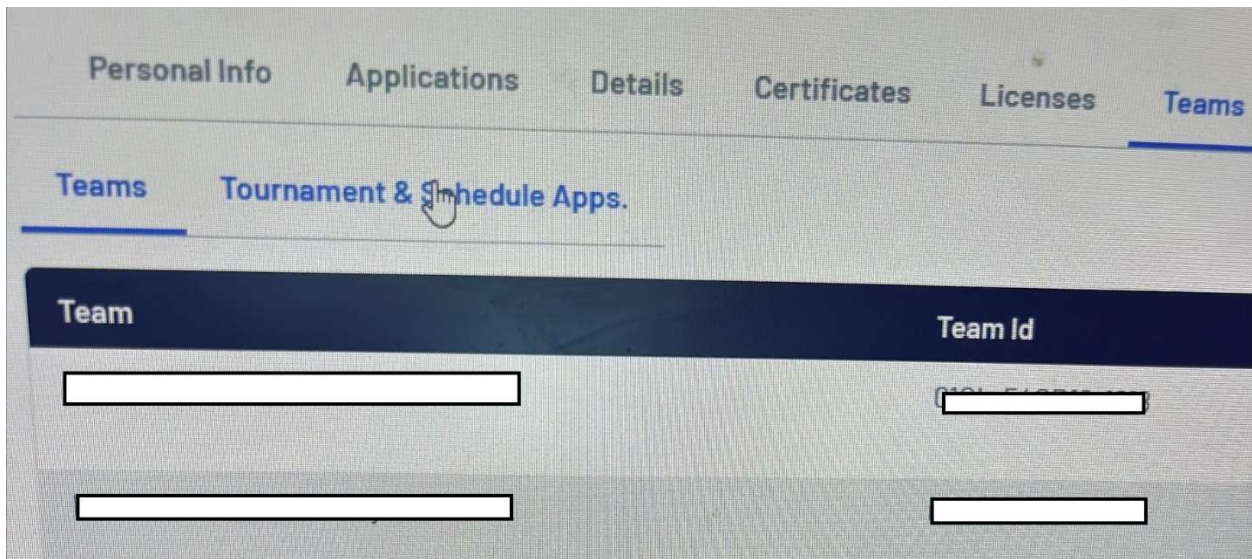 Personal Info Applications Details Certificates Licenses Teams
Teams Tournament & Schedule Apps.
Team Team Id